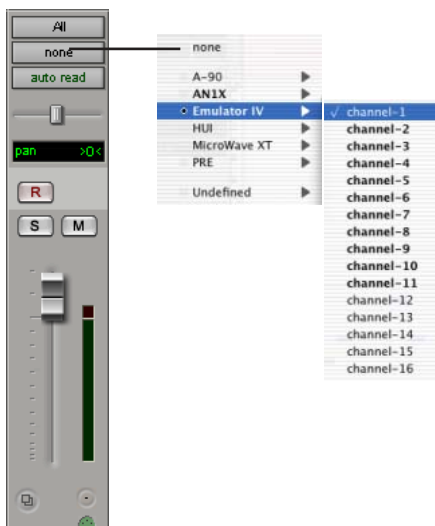 All
none
auto read
pan >0<
R
S M
none
A-90
AN1X
Emulator IV
HUI
MicroWave XT
PRE
Undefined
channel-1
channel-2
channel-3
channel-4
channel-5
channel-6
channel-7
channel-8
channel-9
channel-10
channel-11
channel-12
channel-13
channel-14
channel-15
channel-16